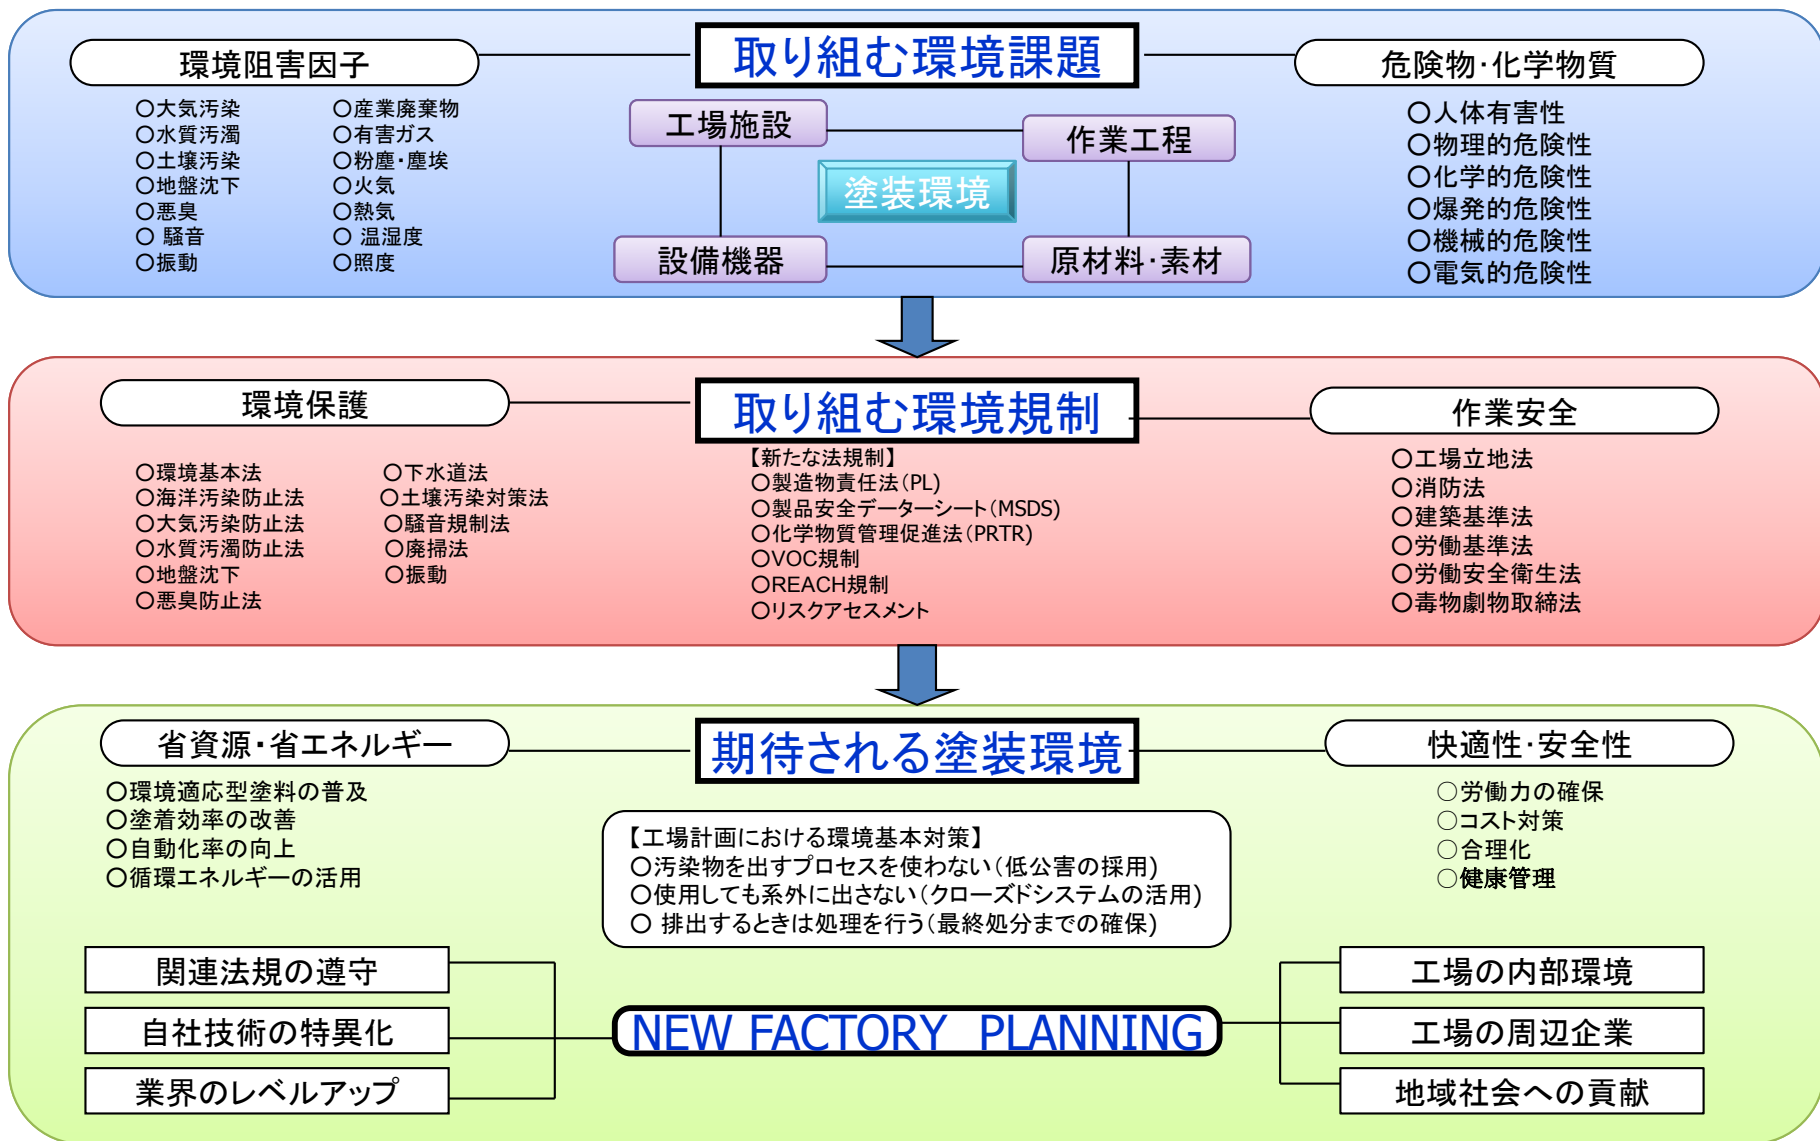 取り組む環境課題
環境阻害因子
○大気汚染
○水質汚濁
○土壌汚染
○地盤沈下
○悪臭
○ 騒音
○振動
○産業廃棄物
○有害ガス
○粉塵・塵埃
○火気
○熱気
○ 温湿度
○照度
工場施設
作業工程
塗装環境
設備機器
原材料・素材
危険物・化学物質
○人体有害性
○物理的危険性
○化学的危険性
○爆発的危険性
○機械的危険性
○電気的危険性
取り組む環境規制
環境保護
○環境基本法
○海洋汚染防止法
○大気汚染防止法
○水質汚濁防止法
○地盤沈下
○悪臭防止法
○下水道法
○土壌汚染対策法
○騒音規制法
○廃掃法
○振動
【新たな法規制】
○製造物責任法(PL)
○製品安全データーシート(MSDS)
○化学物質管理促進法(PRTR)
○VOC規制
○REACH規制
○リスクアセスメント
作業安全
○工場立地法
○消防法
○建築基準法
○労働基準法
○労働安全衛生法
○毒物劇物取締法
期待される塗装環境
省資源・省エネルギー
○環境適応型塗料の普及
○塗着効率の改善
○自動化率の向上
○循環エネルギーの活用
【工場計画における環境基本対策】
○汚染物を出すプロセスを使わない(低公害の採用)
○使用しても系外に出さない(クローズドシステムの活用)
○ 排出するときは処理を行う(最終処分までの確保)
快適性・安全性
○労働力の確保
○コスト対策
○合理化
○健康管理
関連法規の遵守
自社技術の特異化
業界のレベルアップ
NEW FACTORY PLANNING
工場の内部環境
工場の周辺企業
地域社会への貢献